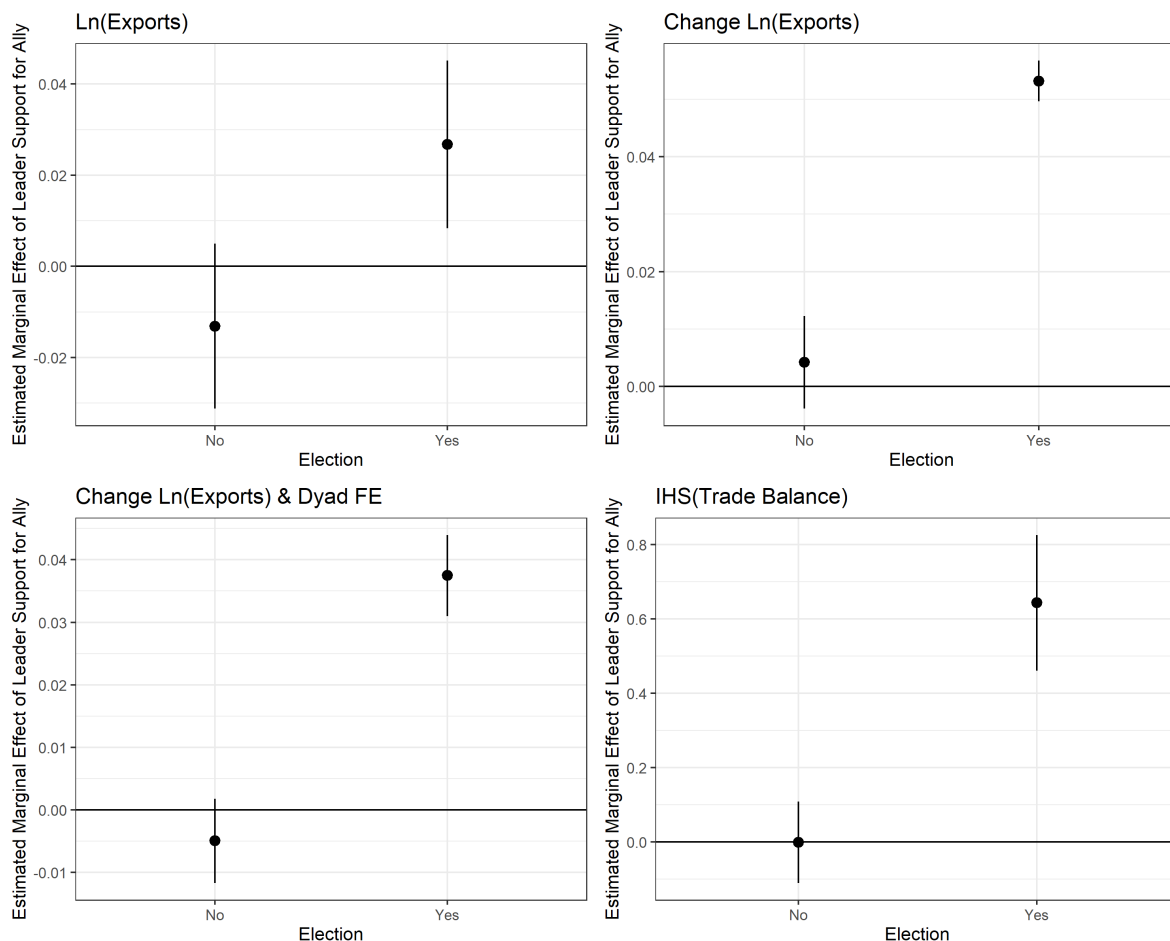 Ln(Exports)
Estimated Marginal Effect of Leader Support for Ally
0.04
0.02
0.00
-0.02
No
Yes
Election
Change Ln(Exports)
Estimated Marginal Effect of Leader Support for Ally
0.04
0.02
0.00
No
Yes
Election
Change Ln(Exports) & Dyad FE
Estimated Marginal Effect of Leader Support for Ally
0.04
0.03
0.02
0.01
0.00
-0.01
No
Yes
Election
IHS(Trade Balance)
Estimated Marginal Effect of Leader Support for Ally
0.8
0.6
0.4
0.2
0.0
No
Yes
Election